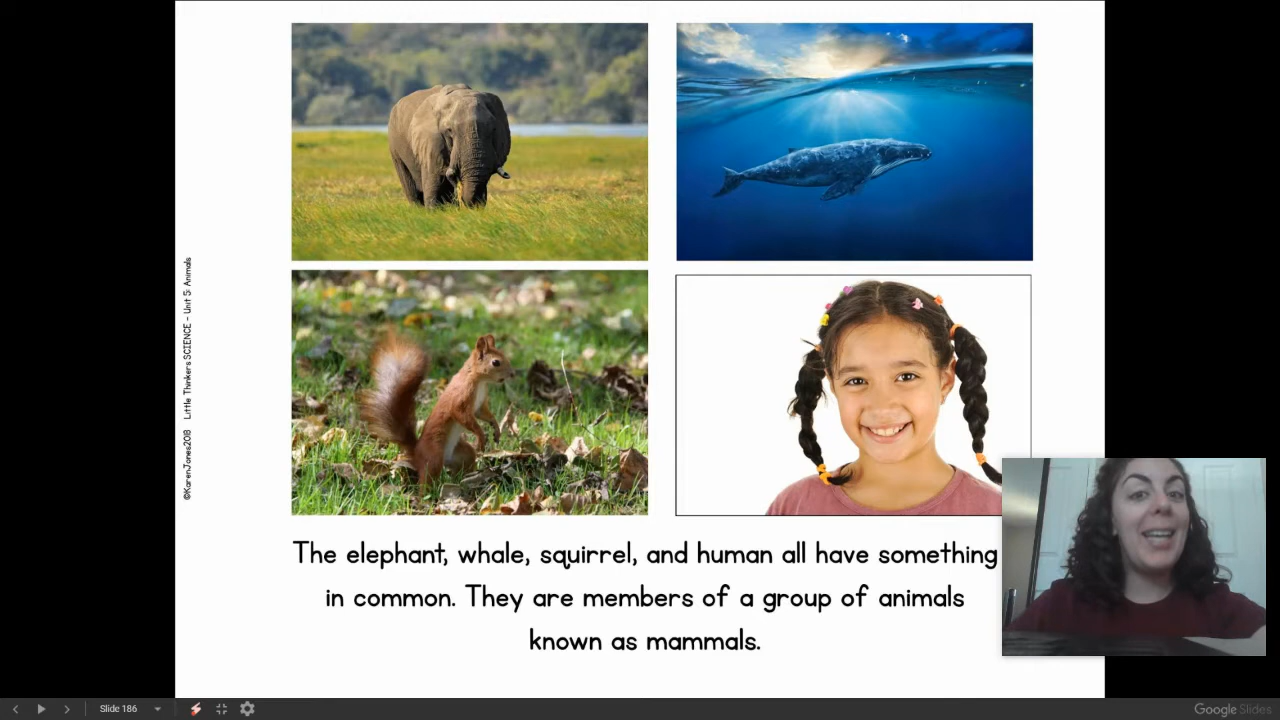 ©KarenJones2018 Little Thinkers SCIENCE - Unit 5: Animals
The elephant, whale, squirrel, and human all have something
in common. They are members of a group of animals
known as mammals.
Slide 186
Google Slides